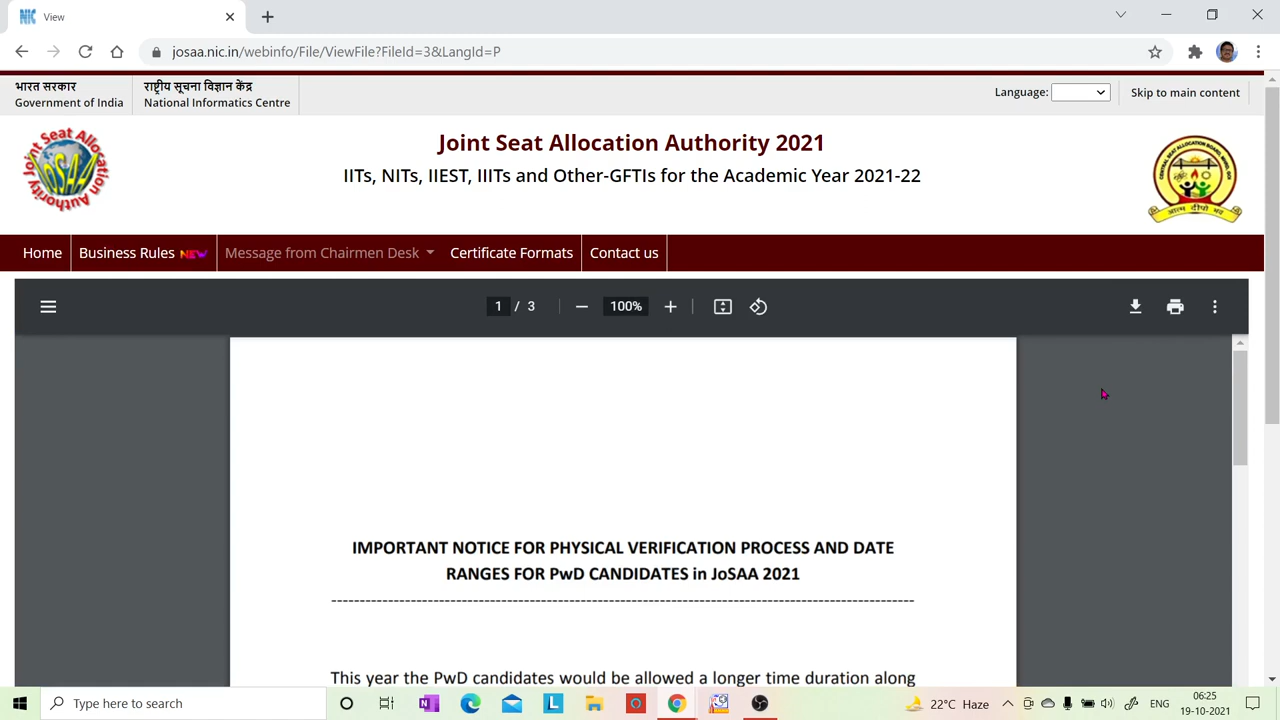 View
josaa.nic.in/webinfo/File/ViewFile?FileId=3&LangId=P
भारत सरकार
Government of India
राष्ट्रीय सूचना विज्ञान केंद्र
National Informatics Centre
Language:
Skip to main content
Joint Seat Allocation Authority
JoSAA
Joint Seat Allocation Authority 2021
IITs, NITs, IIEST, IIITs and Other-GFTIs for the Academic Year 2021-22
Home
Business Rules NEW
Message from Chairmen Desk
Certificate Formats
Contact us
1 / 3
100%
IMPORTANT NOTICE FOR PHYSICAL VERIFICATION PROCESS AND DATE
RANGES FOR PwD CANDIDATES in JoSAA 2021
--------------------------------------------------------------------------------------------------------
This year the PwD candidates would be allowed a longer time duration along
Type here to search
22°C Haze
ENG
06:25
19-10-2021